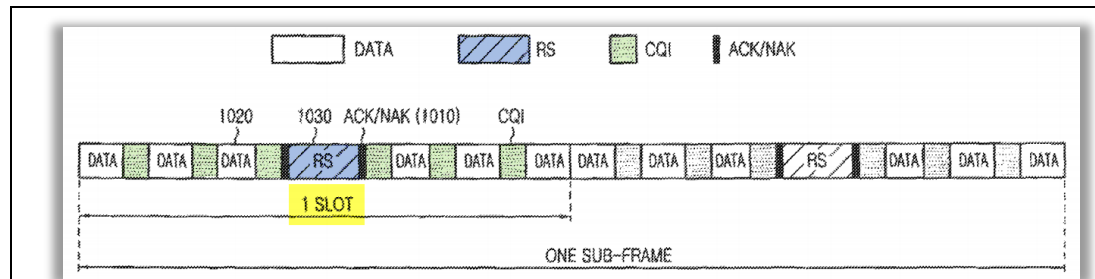 DATA RS CQI ACK/NAK
1020 1030 ACK/NAK (1010) CQI
DATA DATA DATA RS DATA DATA DATA DATA DATA DATA RS DATA DATA DATA
1 SLOT
ONE SUB-FRAME